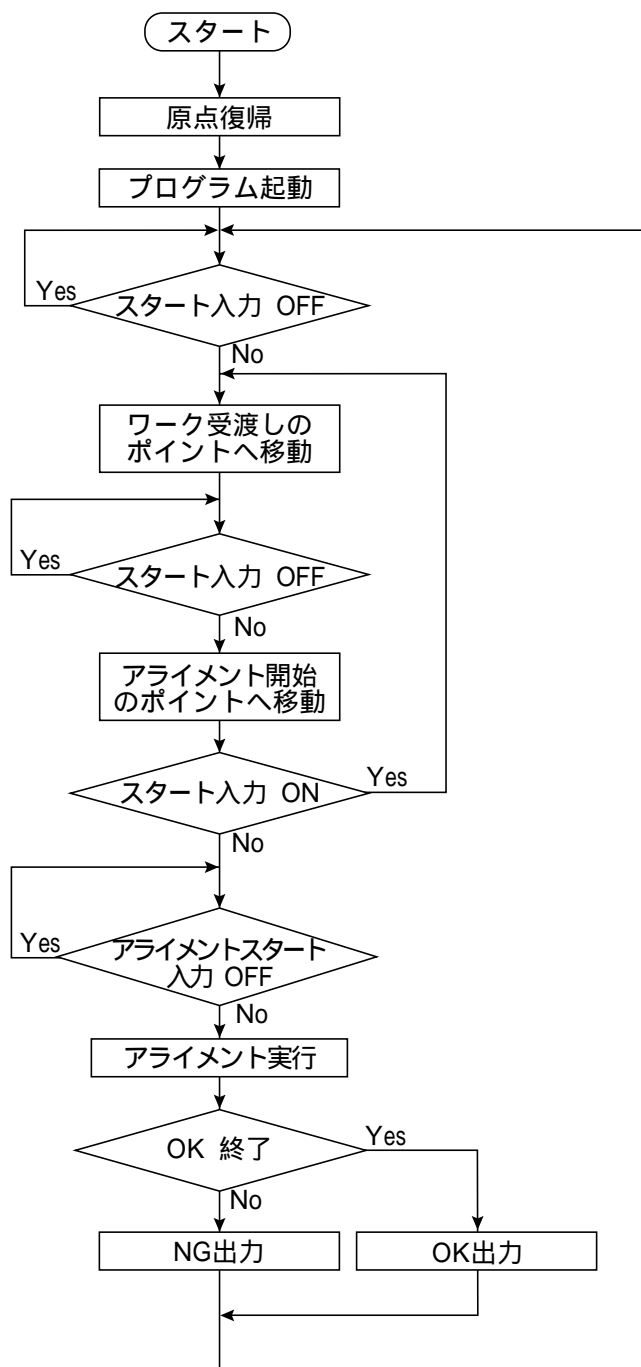 スタート
原点復帰
プログラム起動
Yes
スタート入力 OFF
No
ワーク受渡しの
ポイントへ移動
Yes
スタート入力 OFF
No
アライメント開始
のポイントへ移動
スタート入力 ON
Yes
No
Yes
アライメントスタート
入力 OFF
No
アライメント実行
OK 終了
Yes
No
NG出力
OK出力